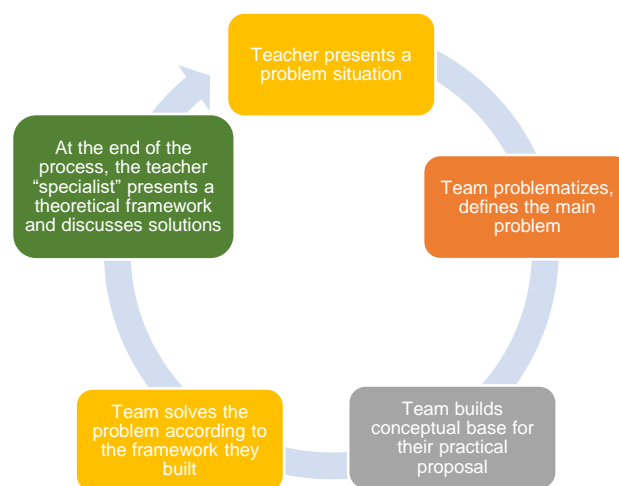 Teacher presents a
problem situation
Team problematizes,
defines the main
problem
Team builds
conceptual base for
their practical
proposal
Team solves the
problem according to
the framework they
built
At the end of the
process, the teacher
“specialist” presents a
theoretical framework
and discusses solutions